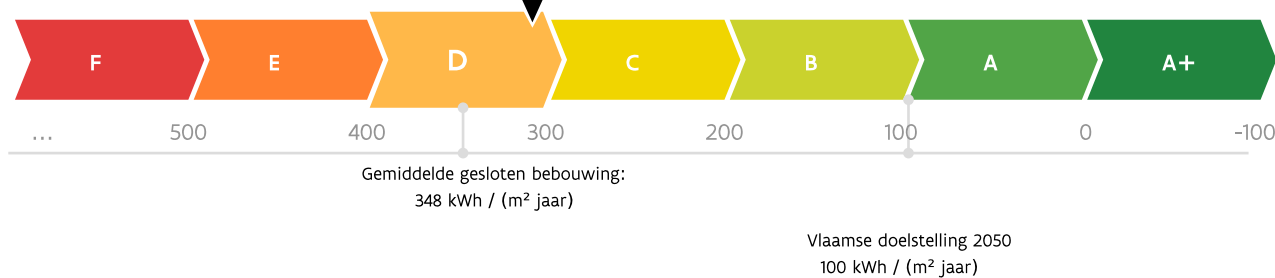 F E D C B A A+
... 500 400 300 200 100 0 -100
Gemiddelde gesloten bebouwing:
348 kWh / (m² jaar)
Vlaamse doelstelling 2050
100 kWh / (m² jaar)